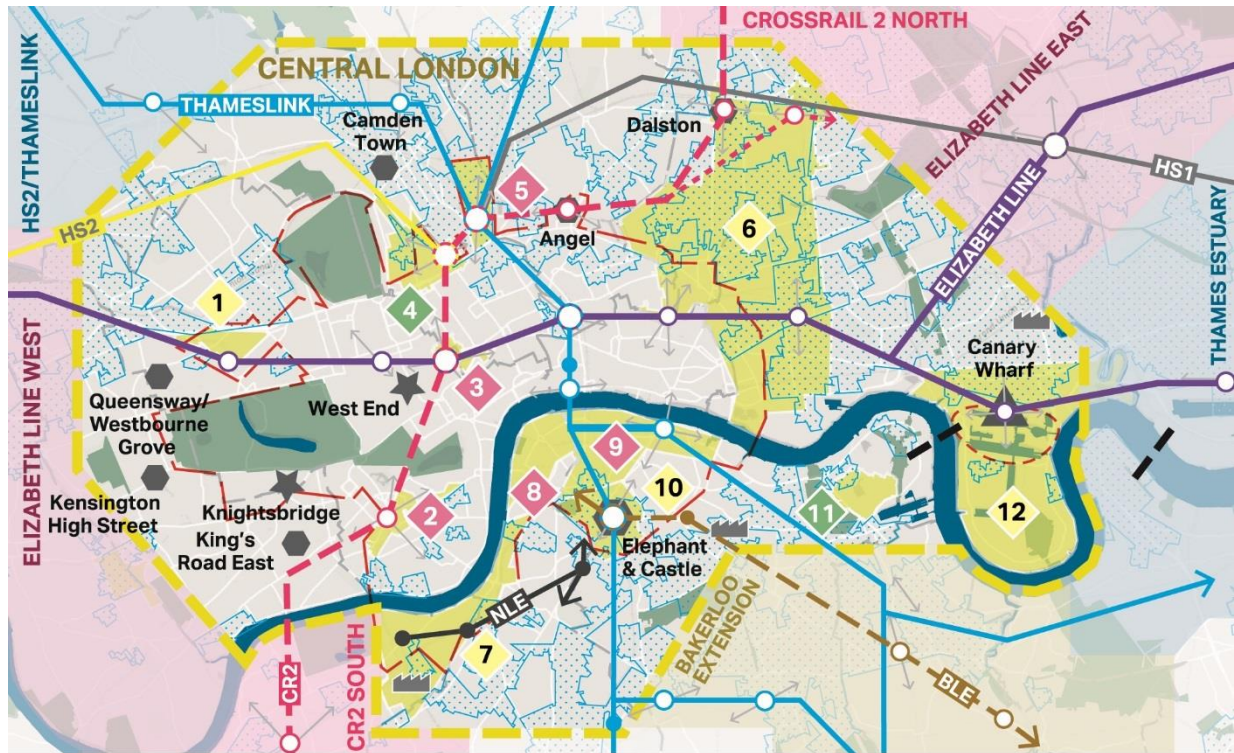 CROSSRAIL 2 NORTH
HS2/THAMESLINK
CENTRAL LONDON
THAMESLINK
Camden
Town
Dalston
ELIZABETH LINE EAST
HS1
HS2
5
Angel
6
ELIZABETH LINE
THAMES ESTUARY
1
4
ELIZABETH LINE WEST
Queensway/
Westbourne
Grove
West End
3
Canary
Wharf
Kensington
High Street
Knightsbridge
King's
Road East
2
8
9
10
11
12
Elephant
& Castle
NLE
7
CR2
CR2 SOUTH
BAKERLOO
EXTENSION
BLE